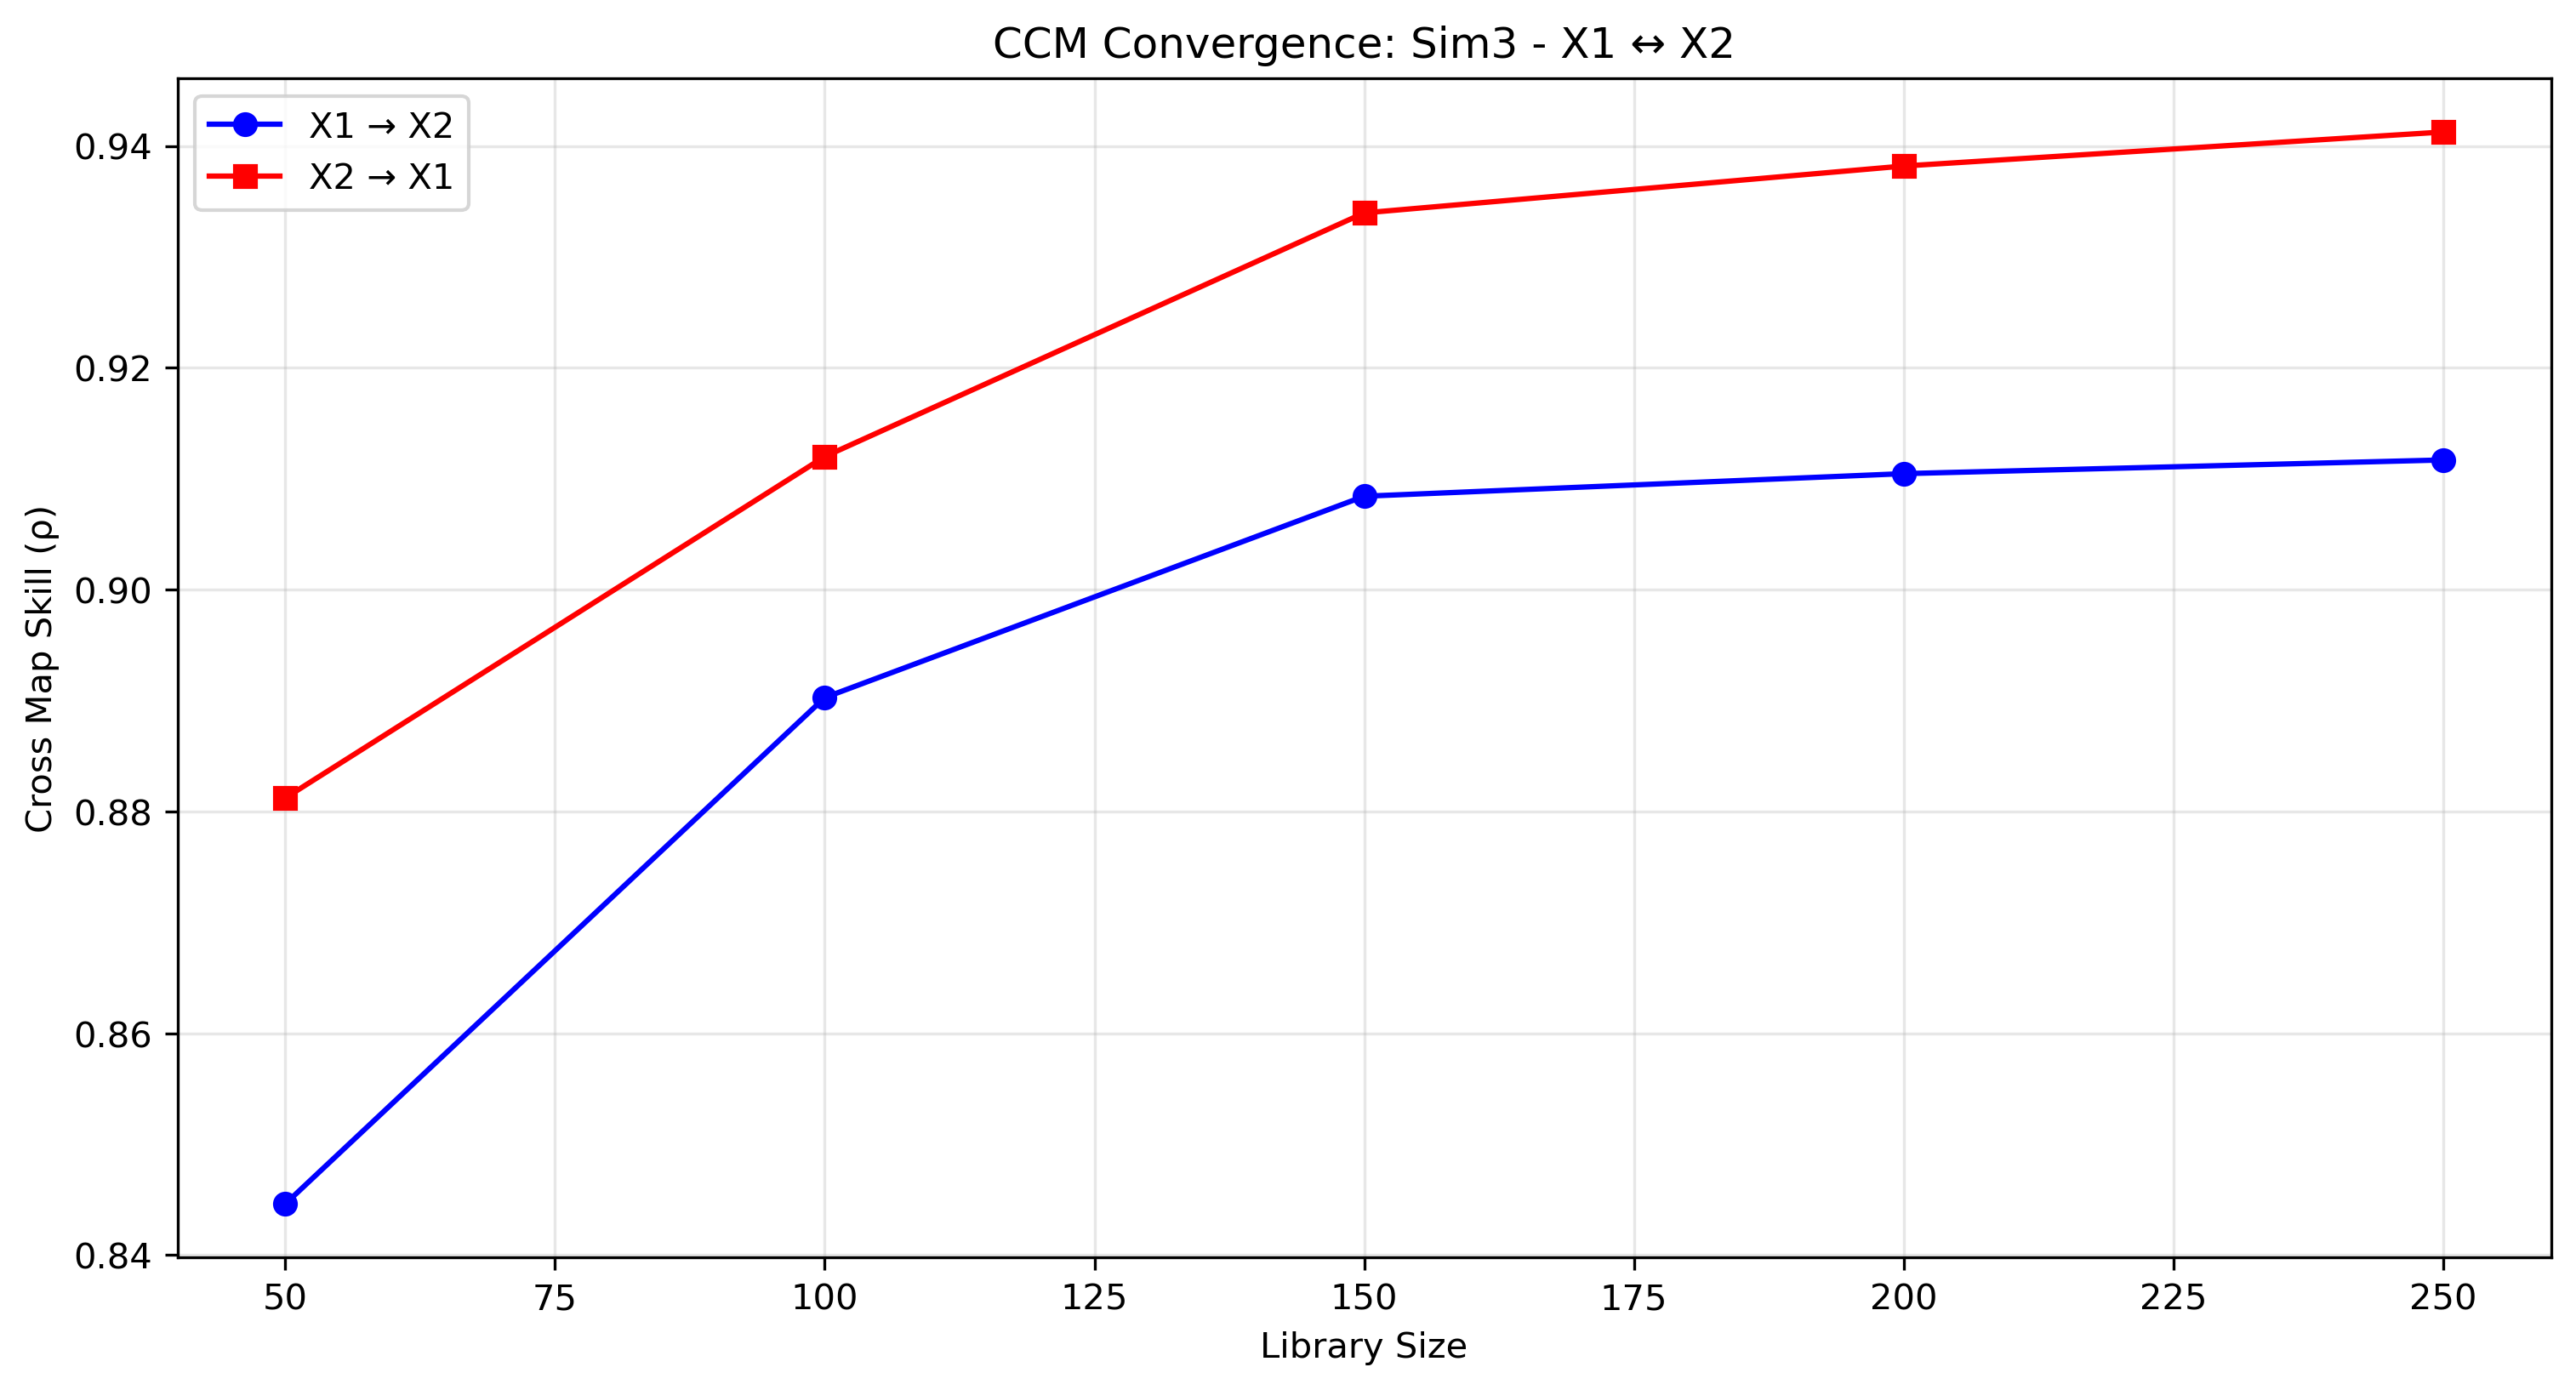 CCM Convergence: Sim3 - X1 ↔ X2
X1 → X2
X2 → X1
Cross Map Skill (ρ)
0.94
0.92
0.90
0.88
0.86
0.84
50 75 100 125 150 175 200 225 250
Library Size